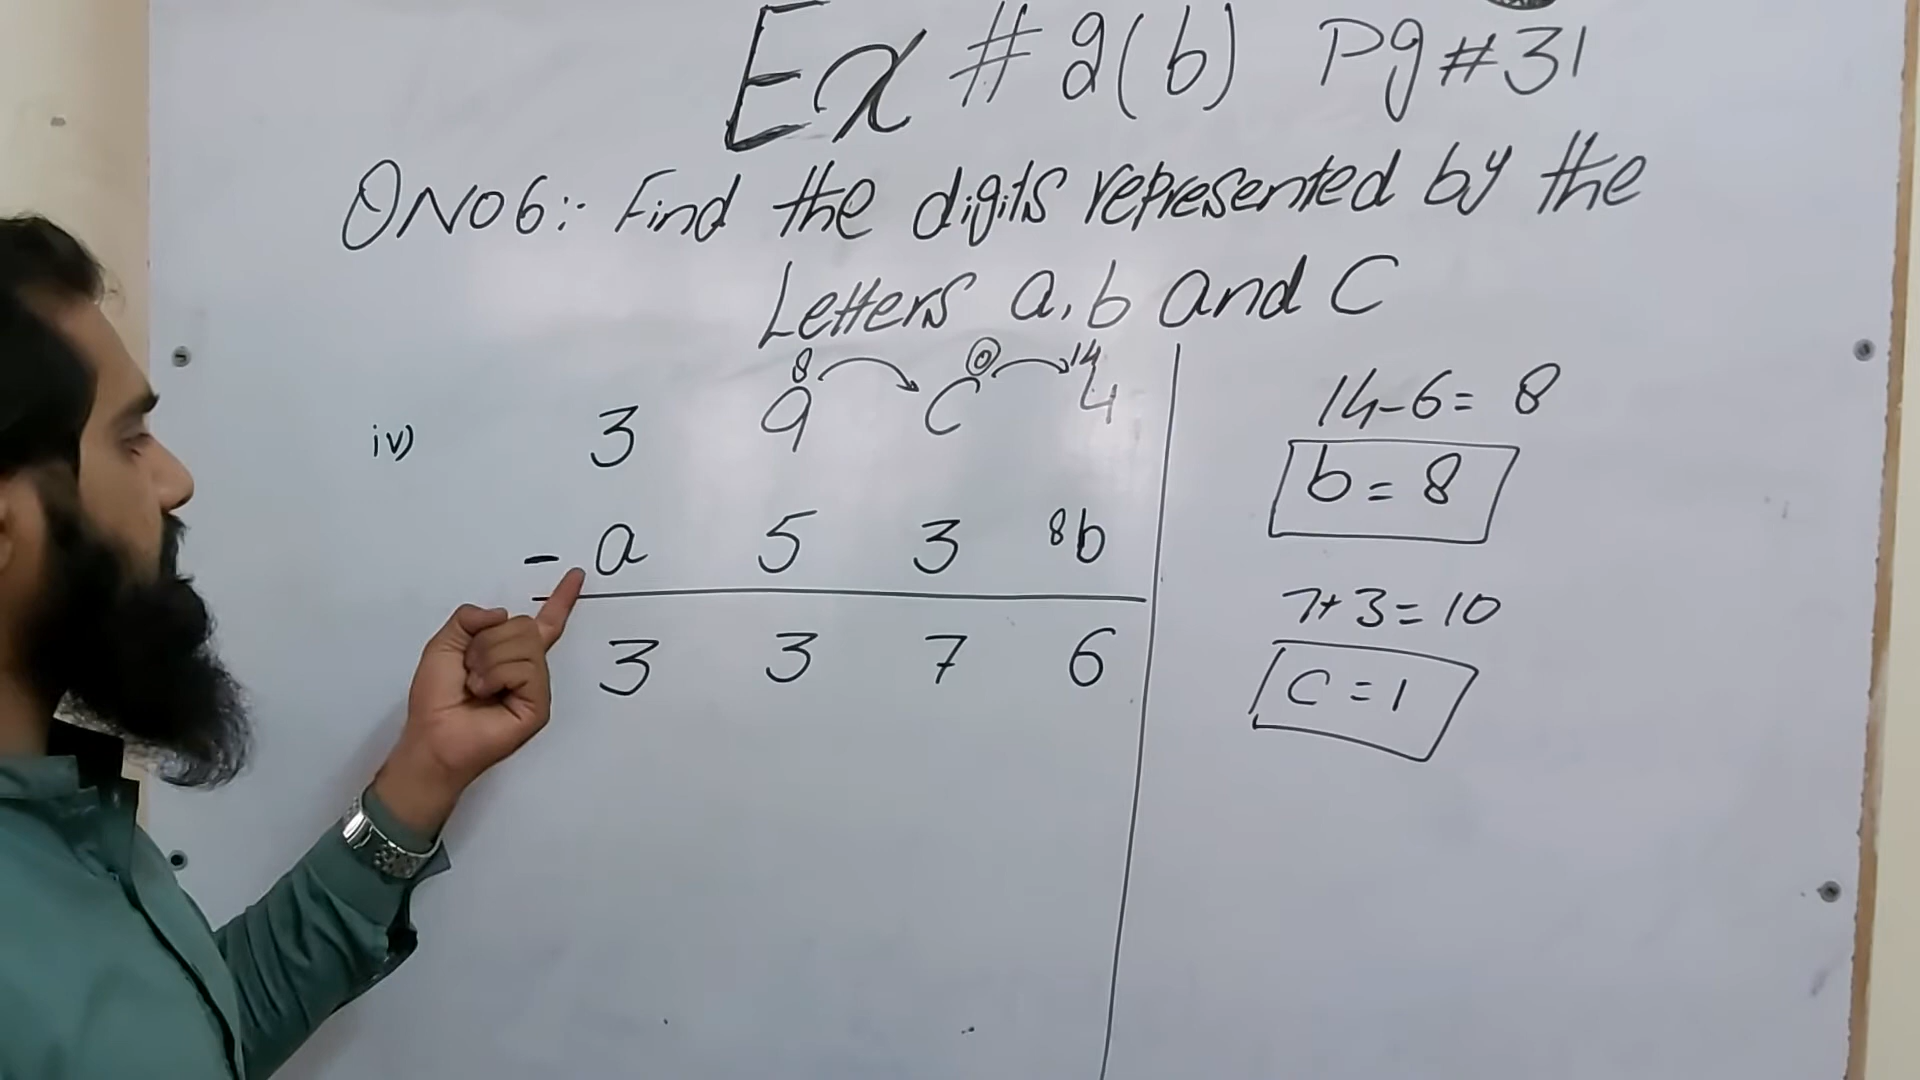 Ex # 2(b) Pg # 31
QNO6:- Find the digits represented by the
Letters a, b and C
8 0 14
iv) 3 9 C 4
- a 5 3 8b
3 3 7 6
14-6= 8
b = 8
7+3=10
C = 1